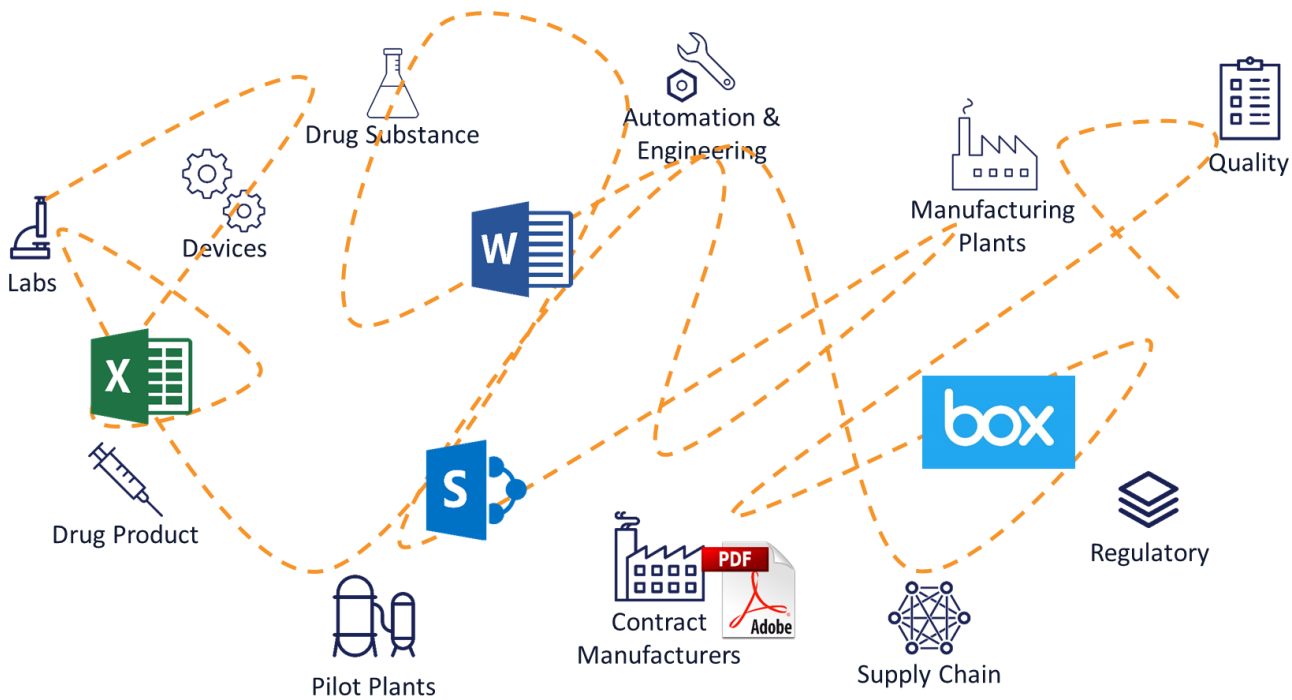 Drug Substance
Automation &
Engineering
Quality
Manufacturing
Plants
Devices
Labs
W
X
box
S
Drug Product
Regulatory
PDF
Adobe
Contract
Manufacturers
Supply Chain
Pilot Plants